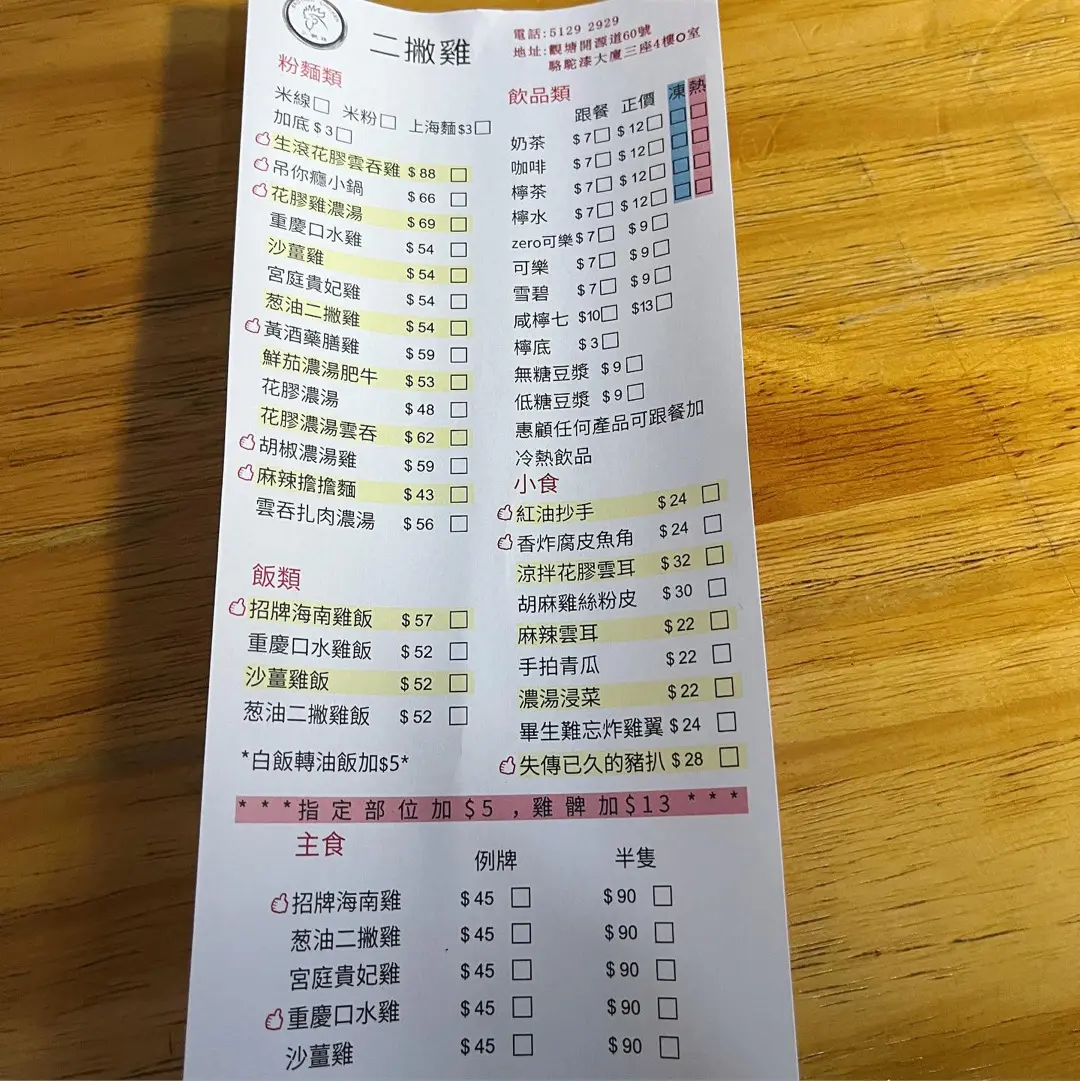 二撇雞
電話:5129 2929
地址:觀塘開源道60號
駱駝漆大廈三座4樓O室
粉麵類
米線□ 米粉□ 上海麵$3□
加底$3□
生滾花膠雲吞雞 $88 □
吊你癮小鍋 $66 □
花膠雞濃湯 $69 □
重慶口水雞 $54 □
沙薑雞 $54 □
宮庭貴妃雞 $54 □
葱油二撇雞 $54 □
黃酒藥膳雞 $59 □
鮮茄濃湯肥牛 $53 □
花膠濃湯 $48 □
花膠濃湯雲吞 $62 □
胡椒濃湯雞 $59 □
麻辣擔擔麵 $43 □
雲吞扎肉濃湯 $56 □
飯類
招牌海南雞飯 $57 □
重慶口水雞飯 $52 □
沙薑雞飯 $52 □
葱油二撇雞飯 $52 □
*白飯轉油飯加$5*
飲品類
跟餐 正價 凍 熱
奶茶 $7□ $12□ □ □
咖啡 $7□ $12□ □ □
檸茶 $7□ $12□ □ □
檸水 $7□ $12□ □ □
zero可樂 $7□ $9□
可樂 $7□ $9□
雪碧 $7□ $9□
咸檸七 $10□ $13□
檸底 $3□
無糖豆漿 $9□
低糖豆漿 $9□
惠顧任何產品可跟餐加
冷熱飲品
小食
紅油抄手 $24 □
香炸腐皮魚角 $24 □
涼拌花膠雲耳 $32 □
胡麻雞絲粉皮 $30 □
麻辣雲耳 $22 □
手拍青瓜 $22 □
濃湯浸菜 $22 □
畢生難忘炸雞翼 $24 □
失傳已久的豬扒 $28 □
***指定部位加$5,雞髀加$13***
主食
例牌 半隻
招牌海南雞 $45 □ $90 □
葱油二撇雞 $45 □ $90 □
宮庭貴妃雞 $45 □ $90 □
重慶口水雞 $45 □ $90 □
沙薑雞 $45 □ $90 □